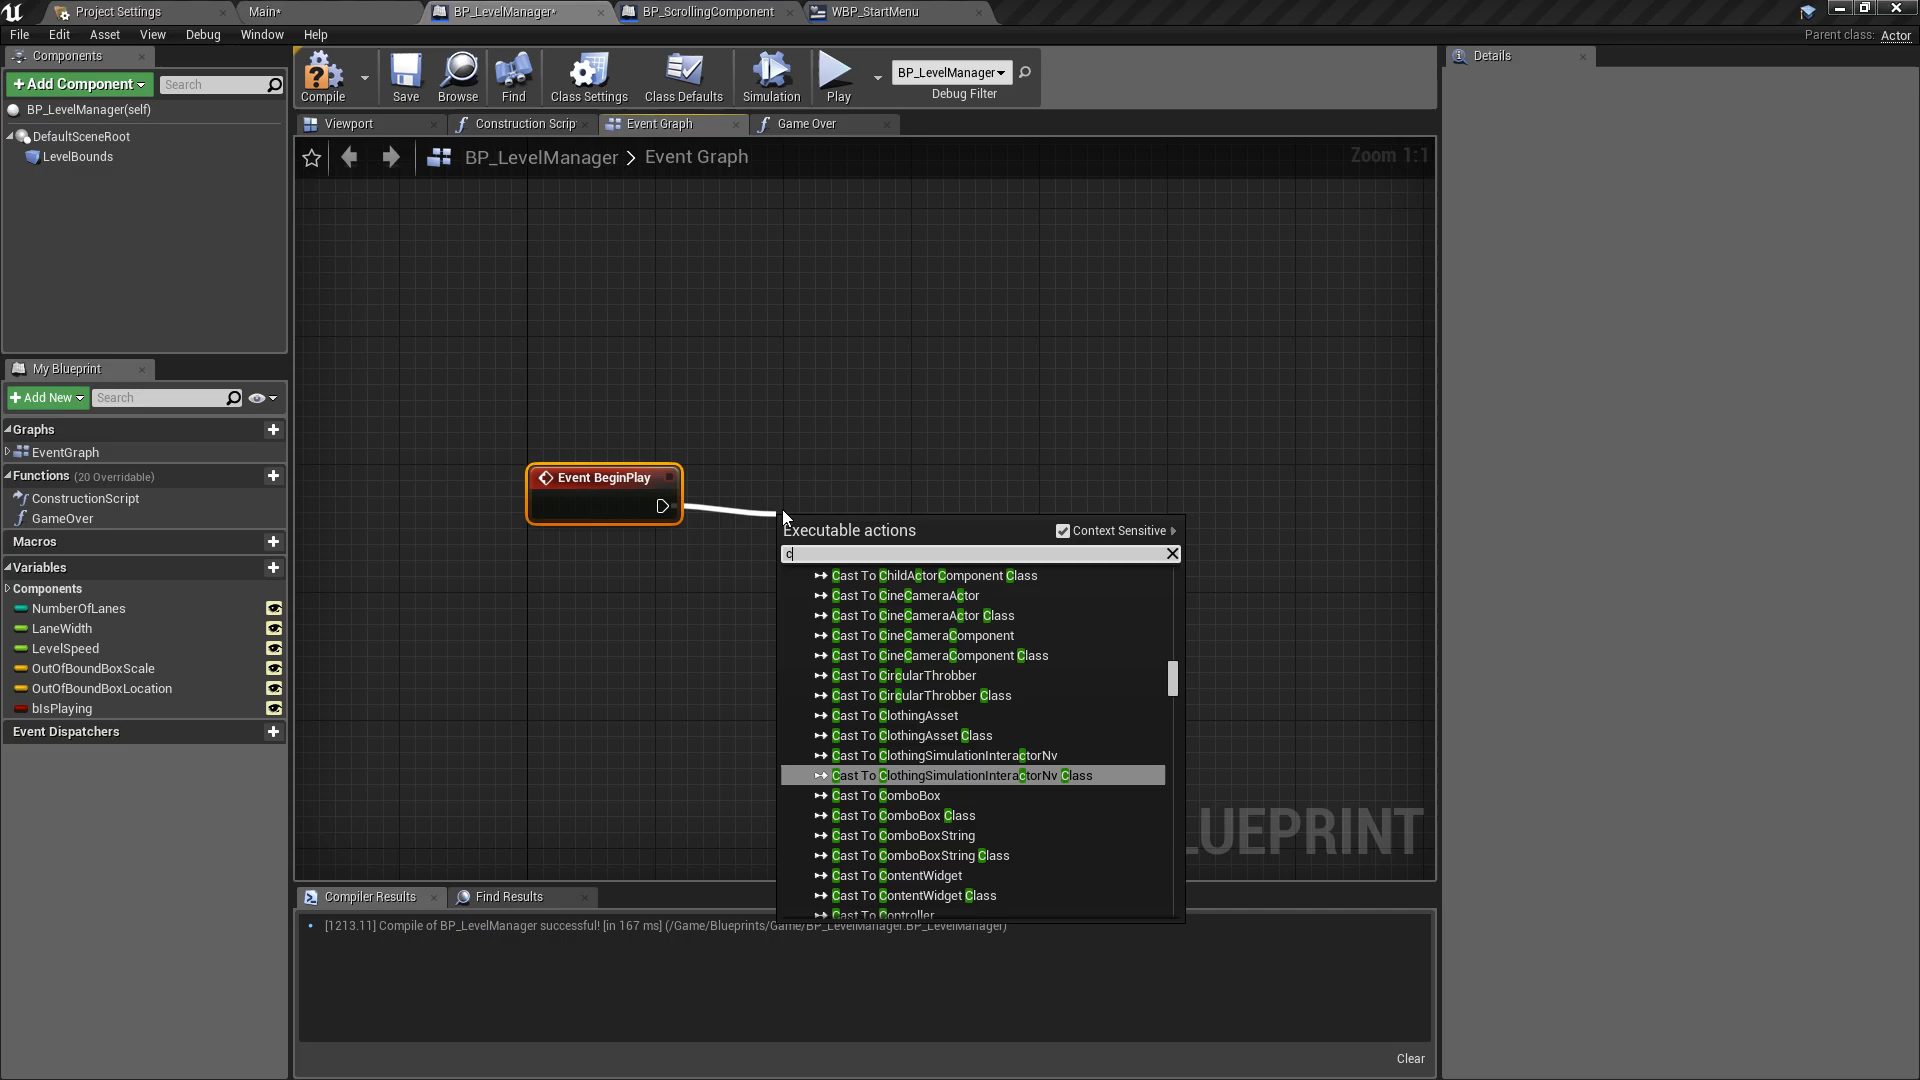 Project Settings
Main*
BP_LevelManager*
BP_ScrollingComponent
WBP_StartMenu
File Edit Asset View Debug Window Help
Parent class: Actor
Components
+Add Component
Search
BP_LevelManager(self)
DefaultSceneRoot
LevelBounds
Compile
Save
Browse
Find
Class Settings
Class Defaults
Simulation
Play
BP_LevelManager
Debug Filter
Details
Viewport
Construction Scrip
Event Graph
Game Over
BP_LevelManager > Event Graph
Zoom 1:1
My Blueprint
+Add New
Search
Graphs
EventGraph
Functions (20 Overridable)
ConstructionScript
GameOver
Macros
Variables
Components
NumberOfLanes
LaneWidth
LevelSpeed
OutOfBoundBoxScale
OutOfBoundBoxLocation
bIsPlaying
Event Dispatchers
Event BeginPlay
Executable actions
Context Sensitive
c
Cast To ChildActorComponent Class
Cast To CineCameraActor
Cast To CineCameraActor Class
Cast To CineCameraComponent
Cast To CineCameraComponent Class
Cast To CircularThrobber
Cast To CircularThrobber Class
Cast To ClothingAsset
Cast To ClothingAsset Class
Cast To ClothingSimulationInteractorNv
Cast To ClothingSimulationInteractorNv Class
Cast To ComboBox
Cast To ComboBox Class
Cast To ComboBoxString
Cast To ComboBoxString Class
Cast To ContentWidget
Cast To ContentWidget Class
Cast To Controller
LUEPRINT
Compiler Results
Find Results
[1213.11] Compile of BP_LevelManager successful! [in 167 ms] (/Game/Blueprints/Game/BP_LevelManager.BP_LevelManager)
Clear